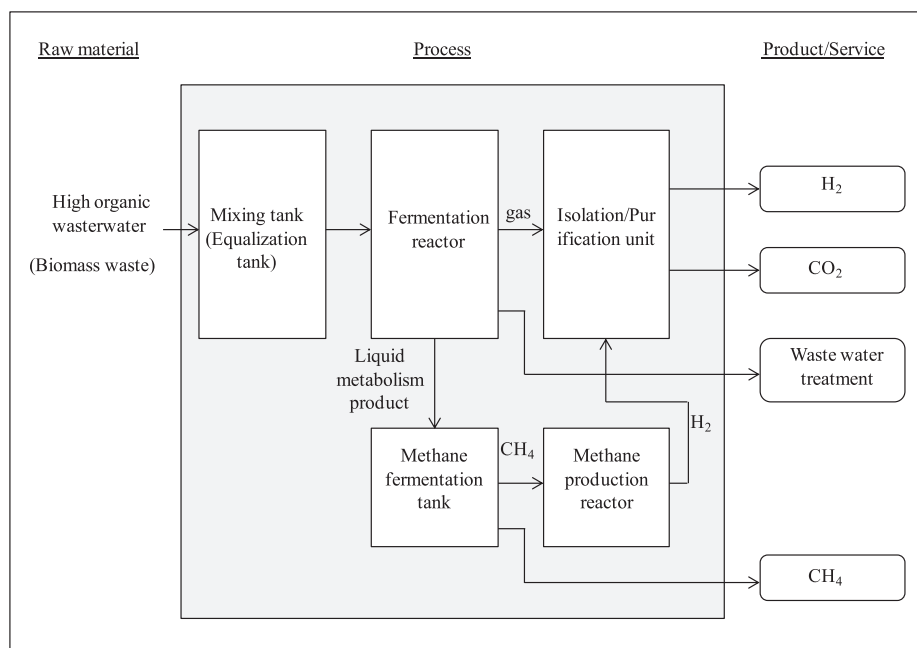 Raw material
Process
Product/Service
High organic
wasterwater
(Biomass waste)
Mixing tank
(Equalization
tank)
Fermentation
reactor
gas
Isolation/Pur
ification unit
H₂
CO₂
Waste water
treatment
Liquid
metabolism
product
Methane
fermentation
tank
CH₄
Methane
production
reactor
H₂
CH₄